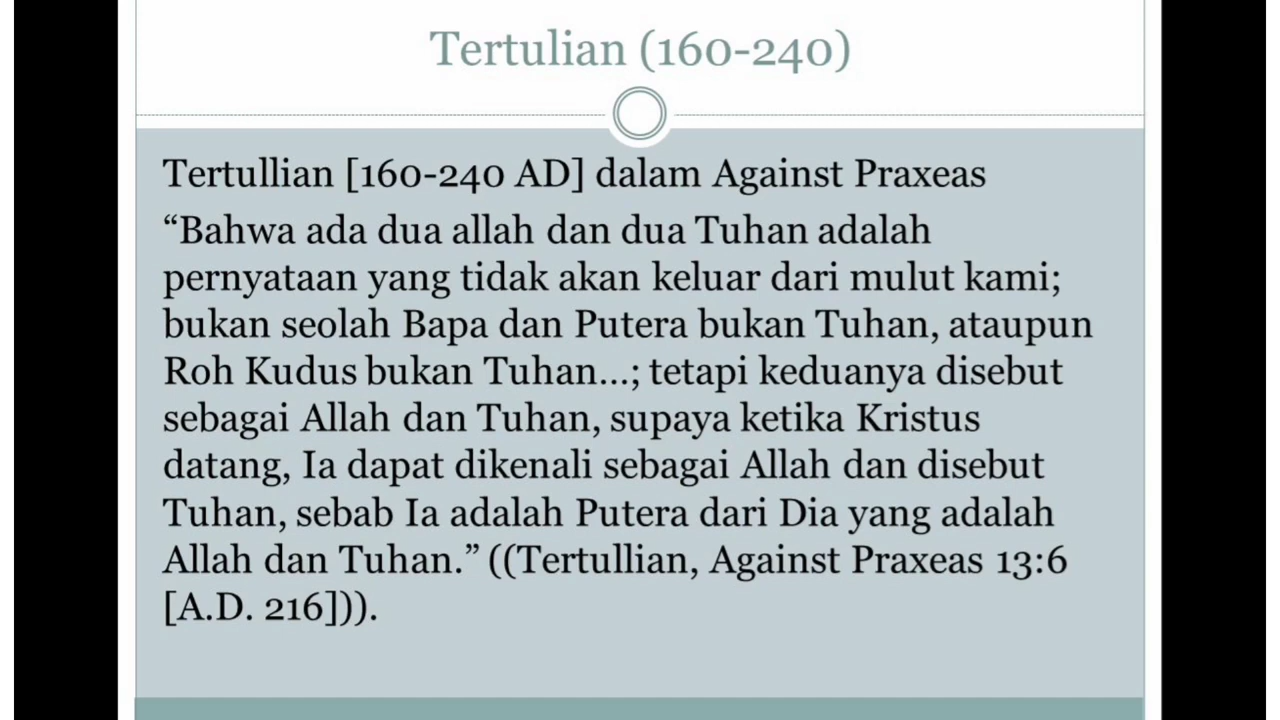 Tertulian (160-240)
Tertullian [160-240 AD] dalam Against Praxeas
“Bahwa ada dua allah dan dua Tuhan adalah
pernyataan yang tidak akan keluar dari mulut kami;
bukan seolah Bapa dan Putera bukan Tuhan, ataupun
Roh Kudus bukan Tuhan...; tetapi keduanya disebut
sebagai Allah dan Tuhan, supaya ketika Kristus
datang, Ia dapat dikenali sebagai Allah dan disebut
Tuhan, sebab Ia adalah Putera dari Dia yang adalah
Allah dan Tuhan.” ((Tertullian, Against Praxeas 13:6
[A.D. 216])).